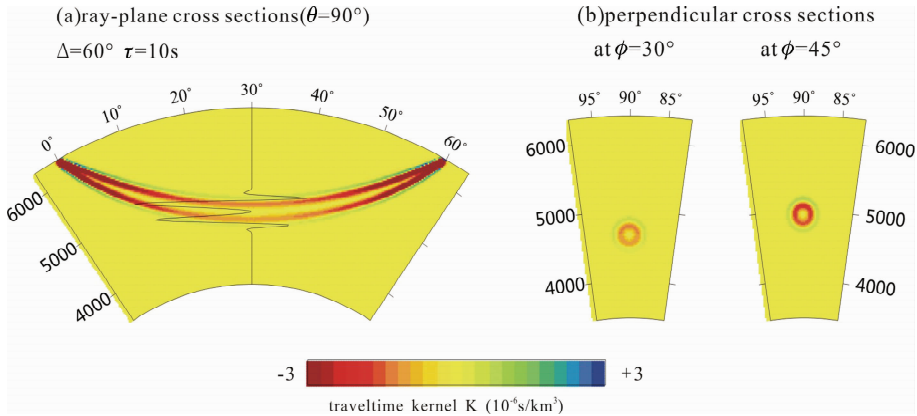 (a)ray-plane cross sections(θ=90°)
Δ=60° τ=10s
0° 10° 20° 30° 40° 50° 60°
6000
5000
4000
(b)perpendicular cross sections
at ϕ=30°
95° 90° 85°
6000
5000
4000
at ϕ=45°
95° 90° 85°
6000
5000
4000
-3 +3
traveltime kernel K (10⁻⁶s/km³)